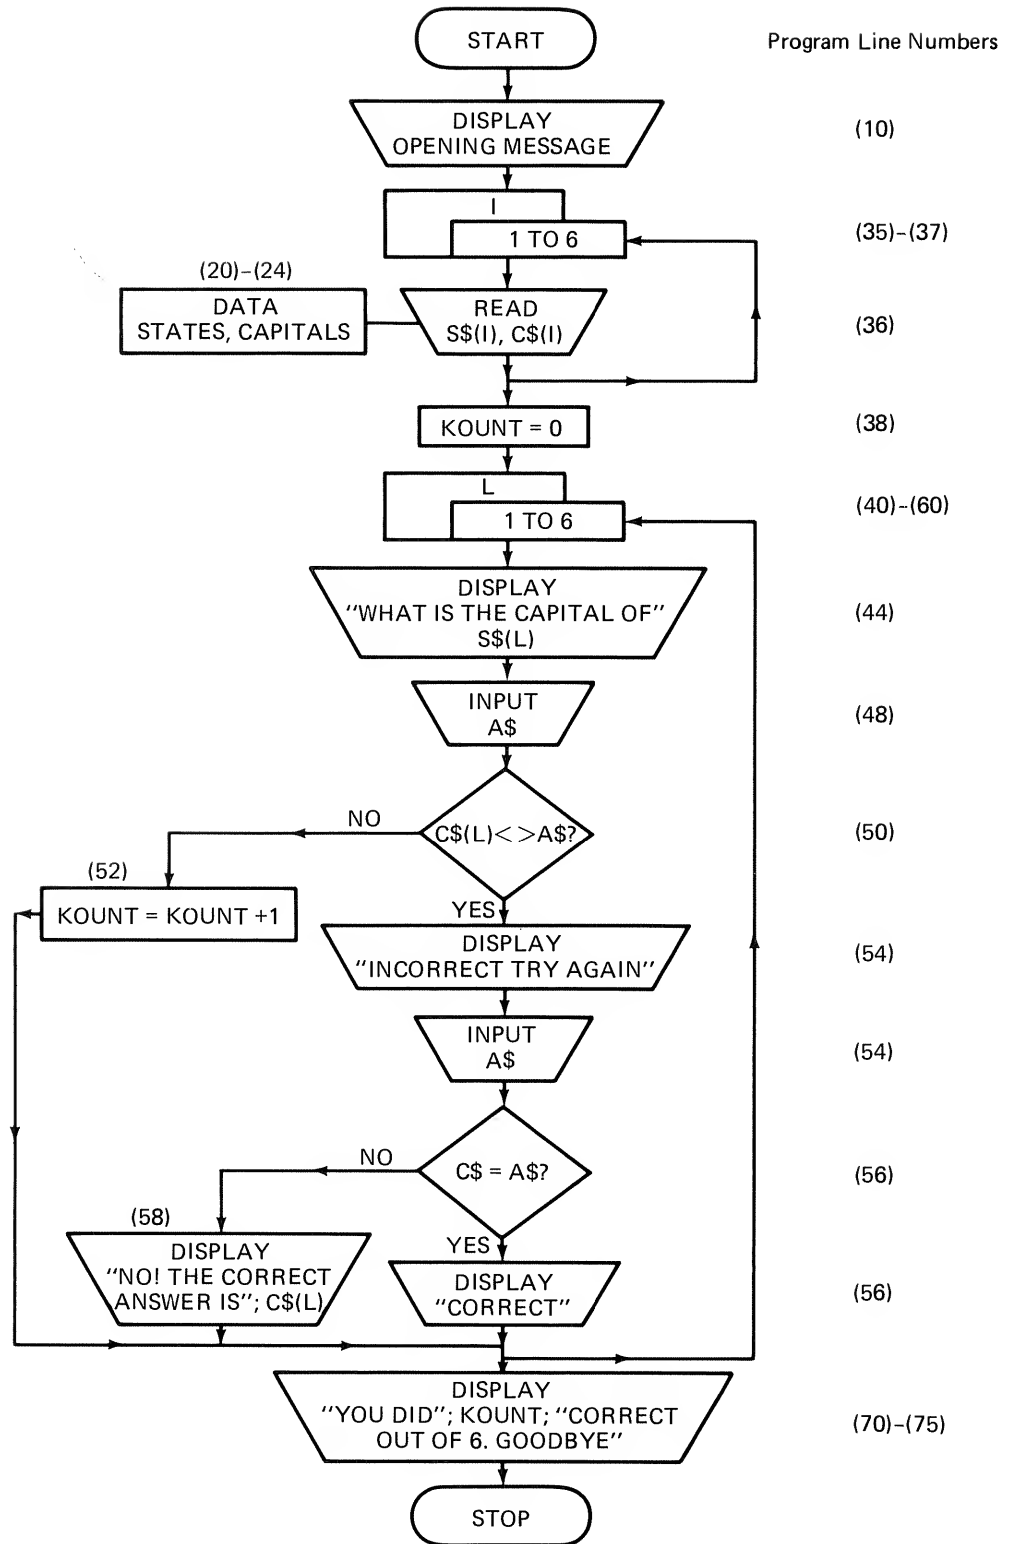 START
Program Line Numbers
DISPLAY
OPENING MESSAGE
(10)
I
1 TO 6
(35)-(37)
(20)-(24)
DATA
STATES, CAPITALS
READ
S$(I), C$(I)
(36)
KOUNT = 0
(38)
L
1 TO 6
(40)-(60)
DISPLAY
"WHAT IS THE CAPITAL OF"
S$(L)
(44)
INPUT
A$
(48)
C$(L)< >A$?
(50)
NO
(52)
KOUNT = KOUNT +1
YES
DISPLAY
"INCORRECT TRY AGAIN"
(54)
INPUT
A$
(54)
C$ = A$?
(56)
NO
(58)
DISPLAY
"NO! THE CORRECT
ANSWER IS"; C$(L)
YES
DISPLAY
"CORRECT"
(56)
DISPLAY
"YOU DID"; KOUNT; "CORRECT
OUT OF 6. GOODBYE"
(70)-(75)
STOP